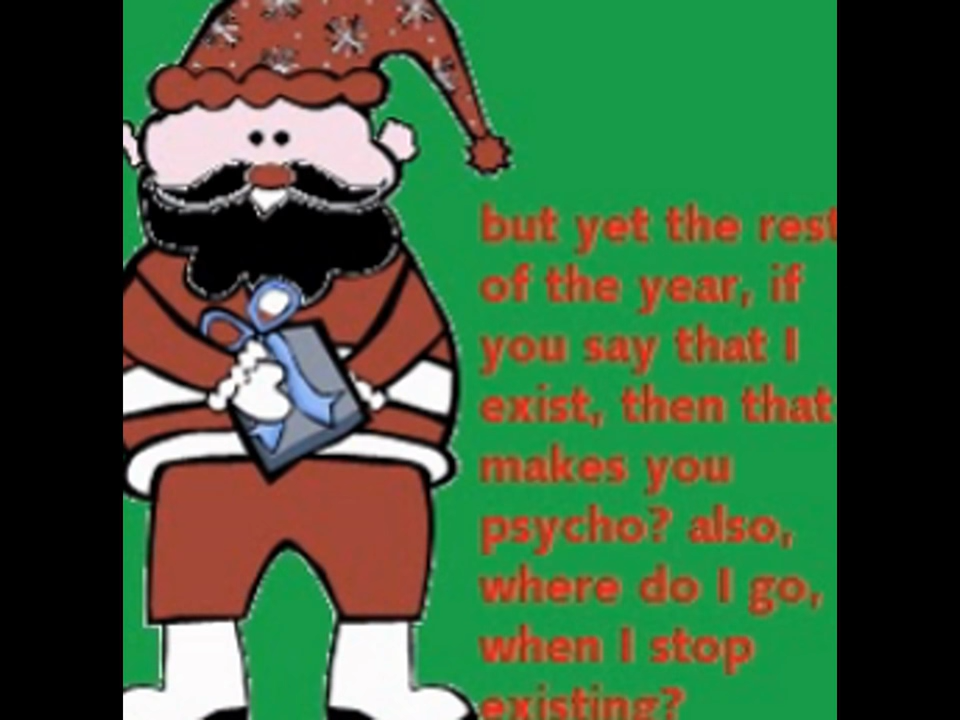 but yet the rest
of the year, if
you say that I
exist, then that
makes you
psycho? also,
where do I go,
when I stop
existing?